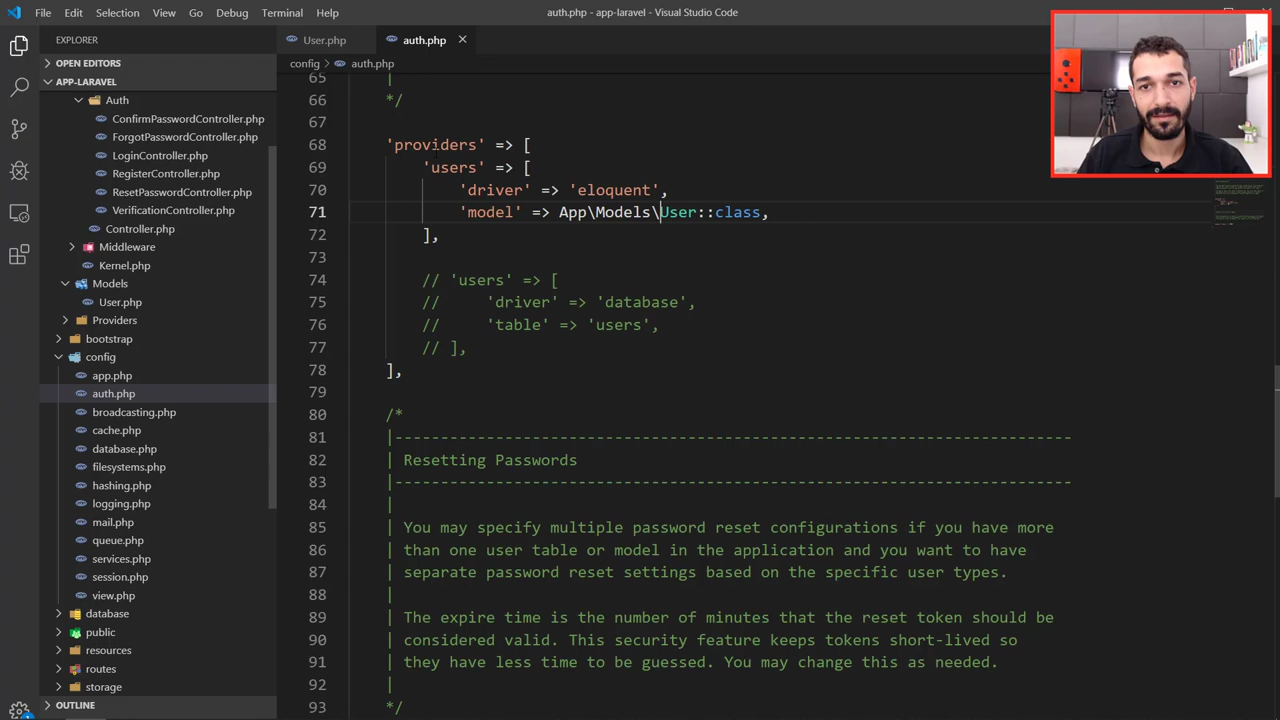 File Edit Selection View Go Debug Terminal Help
auth.php - app-laravel - Visual Studio Code
EXPLORER
OPEN EDITORS
APP-LARAVEL
Auth
ConfirmPasswordController.php
ForgotPasswordController.php
LoginController.php
RegisterController.php
ResetPasswordController.php
VerificationController.php
Controller.php
Middleware
Kernel.php
Models
User.php
Providers
bootstrap
config
app.php
auth.php
broadcasting.php
cache.php
database.php
filesystems.php
hashing.php
logging.php
mail.php
queue.php
services.php
session.php
view.php
database
public
resources
routes
storage
OUTLINE
User.php
auth.php
config > auth.php
65 |
66 */
67
68 'providers' => [
69 'users' => [
70 'driver' => 'eloquent',
71 'model' => App\Models\User::class,
72 ],
73
74 // 'users' => [
75 // 'driver' => 'database',
76 // 'table' => 'users',
77 // ],
78 ],
79
80 /*
81 |--------------------------------------------------------------------------
82 | Resetting Passwords
83 |--------------------------------------------------------------------------
84 |
85 | You may specify multiple password reset configurations if you have more
86 | than one user table or model in the application and you want to have
87 | separate password reset settings based on the specific user types.
88 |
89 | The expire time is the number of minutes that the reset token should be
90 | considered valid. This security feature keeps tokens short-lived so
91 | they have less time to be guessed. You may change this as needed.
92 |
93 */